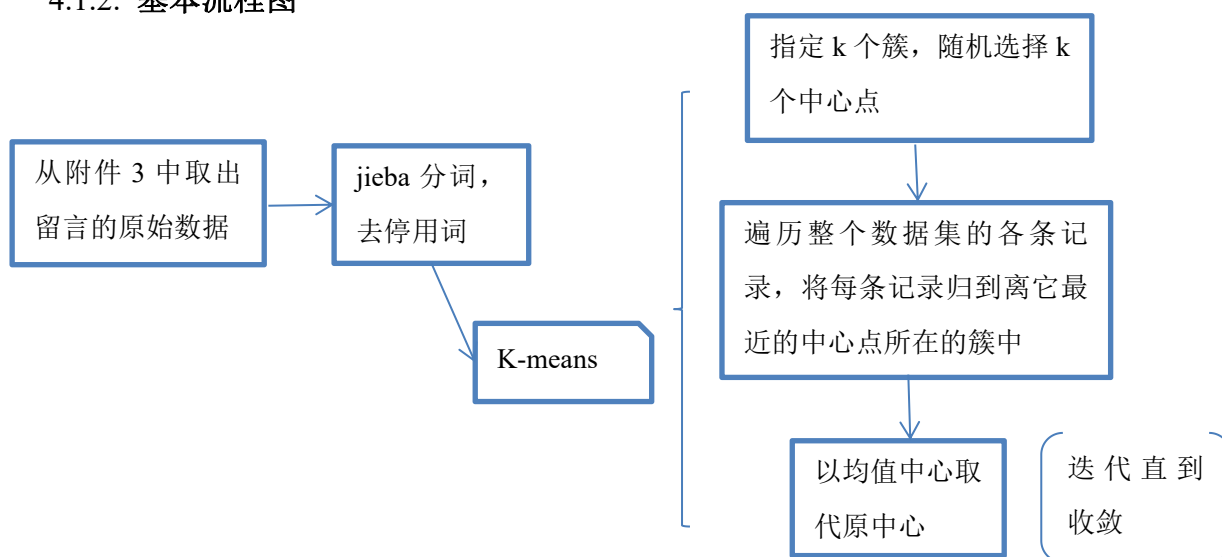 4.1.2. 基本流程图
从附件 3 中取出
留言的原始数据
jieba 分词，
去停用词
K-means
指定 k 个簇，随机选择 k
个中心点
遍历整个数据集的各条记
录，将每条记录归到离它最
近的中心点所在的簇中
以均值中心取
代原中心
迭代直到
收敛